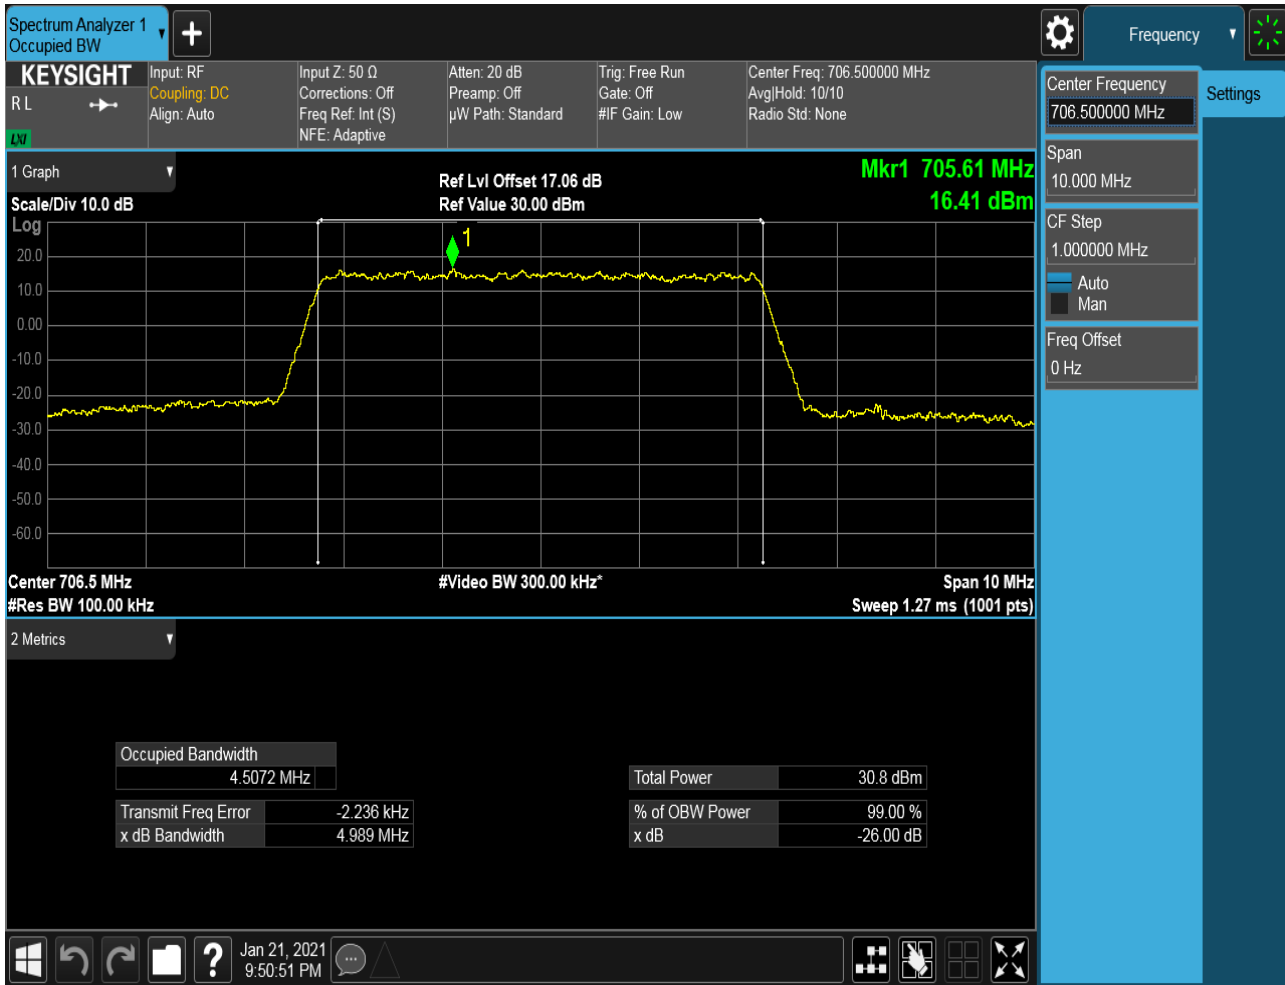 Spectrum Analyzer 1
Occupied BW
Frequency
KEYSIGHT
R L
LXI
Input: RF
Coupling: DC
Align: Auto
Input Z: 50 Ω
Corrections: Off
Freq Ref: Int (S)
NFE: Adaptive
Atten: 20 dB
Preamp: Off
µW Path: Standard
Trig: Free Run
Gate: Off
#IF Gain: Low
Center Freq: 706.500000 MHz
Avg|Hold: 10/10
Radio Std: None
Center Frequency
706.500000 MHz
Settings
Span
10.000 MHz
CF Step
1.000000 MHz
Auto
Man
Freq Offset
0 Hz
1 Graph
Ref Lvl Offset 17.06 dB
Mkr1 705.61 MHz
Scale/Div 10.0 dB
Ref Value 30.00 dBm
16.41 dBm
Log
1
20.0
10.0
0.00
-10.0
-20.0
-30.0
-40.0
-50.0
-60.0
Center 706.5 MHz
#Video BW 300.00 kHz*
Span 10 MHz
#Res BW 100.00 kHz
Sweep 1.27 ms (1001 pts)
2 Metrics
Occupied Bandwidth
4.5072 MHz
Total Power 30.8 dBm
Transmit Freq Error -2.236 kHz
% of OBW Power 99.00 %
x dB Bandwidth 4.989 MHz
x dB -26.00 dB
?
Jan 21, 2021
9:50:51 PM